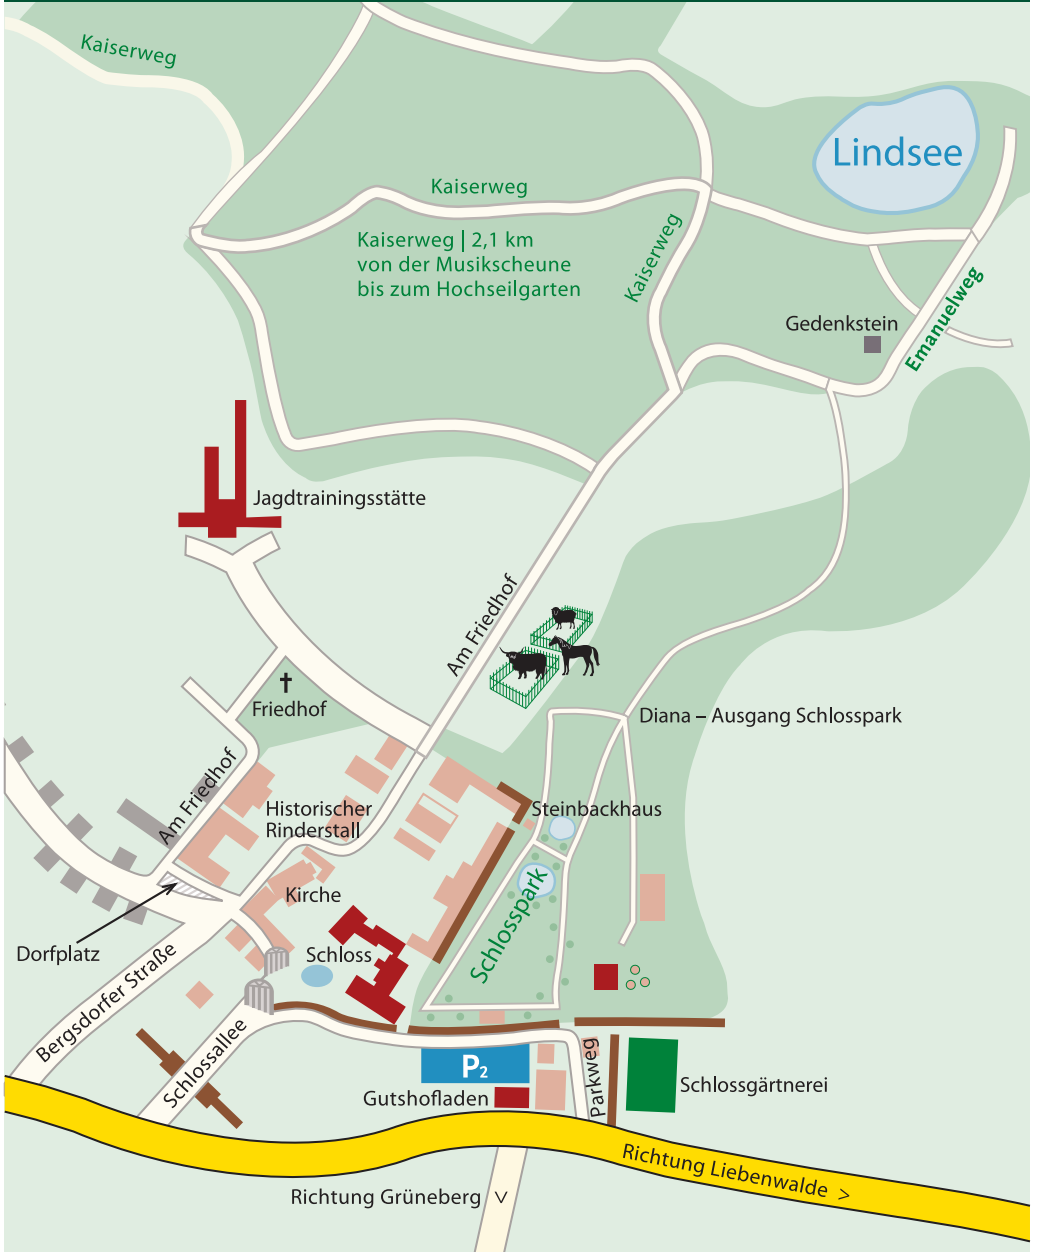 Kaiserweg
Lindsee
Kaiserweg
Kaiserweg | 2,1 km
von der Musikscheune
bis zum Hochseilgarten
Kaiserweg
Gedenkstein
Emanuelweg
Jagdtrainingsstätte
Am Friedhof
Friedhof
Diana – Ausgang Schlosspark
Am Friedhof
Historischer
Rinderstall
Steinbackhaus
Kirche
Schlosspark
Dorfplatz
Schloss
Bergsdorfer Straße
Schlossallee
P2
Parkweg
Gutshofladen
Schlossgärtnerei
Richtung Liebenwalde >
Richtung Grüneberg >